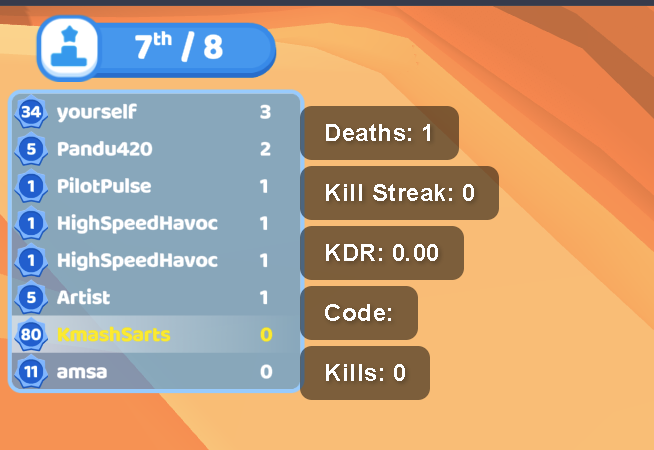 7th / 8
34 yourself 3
5 Pandu420 2
1 PilotPulse 1
1 HighSpeedHavoc 1
1 HighSpeedHavoc 1
5 Artist 1
80 KmashSarts 0
11 amsa 0
Deaths: 1
Kill Streak: 0
KDR: 0.00
Code:
Kills: 0